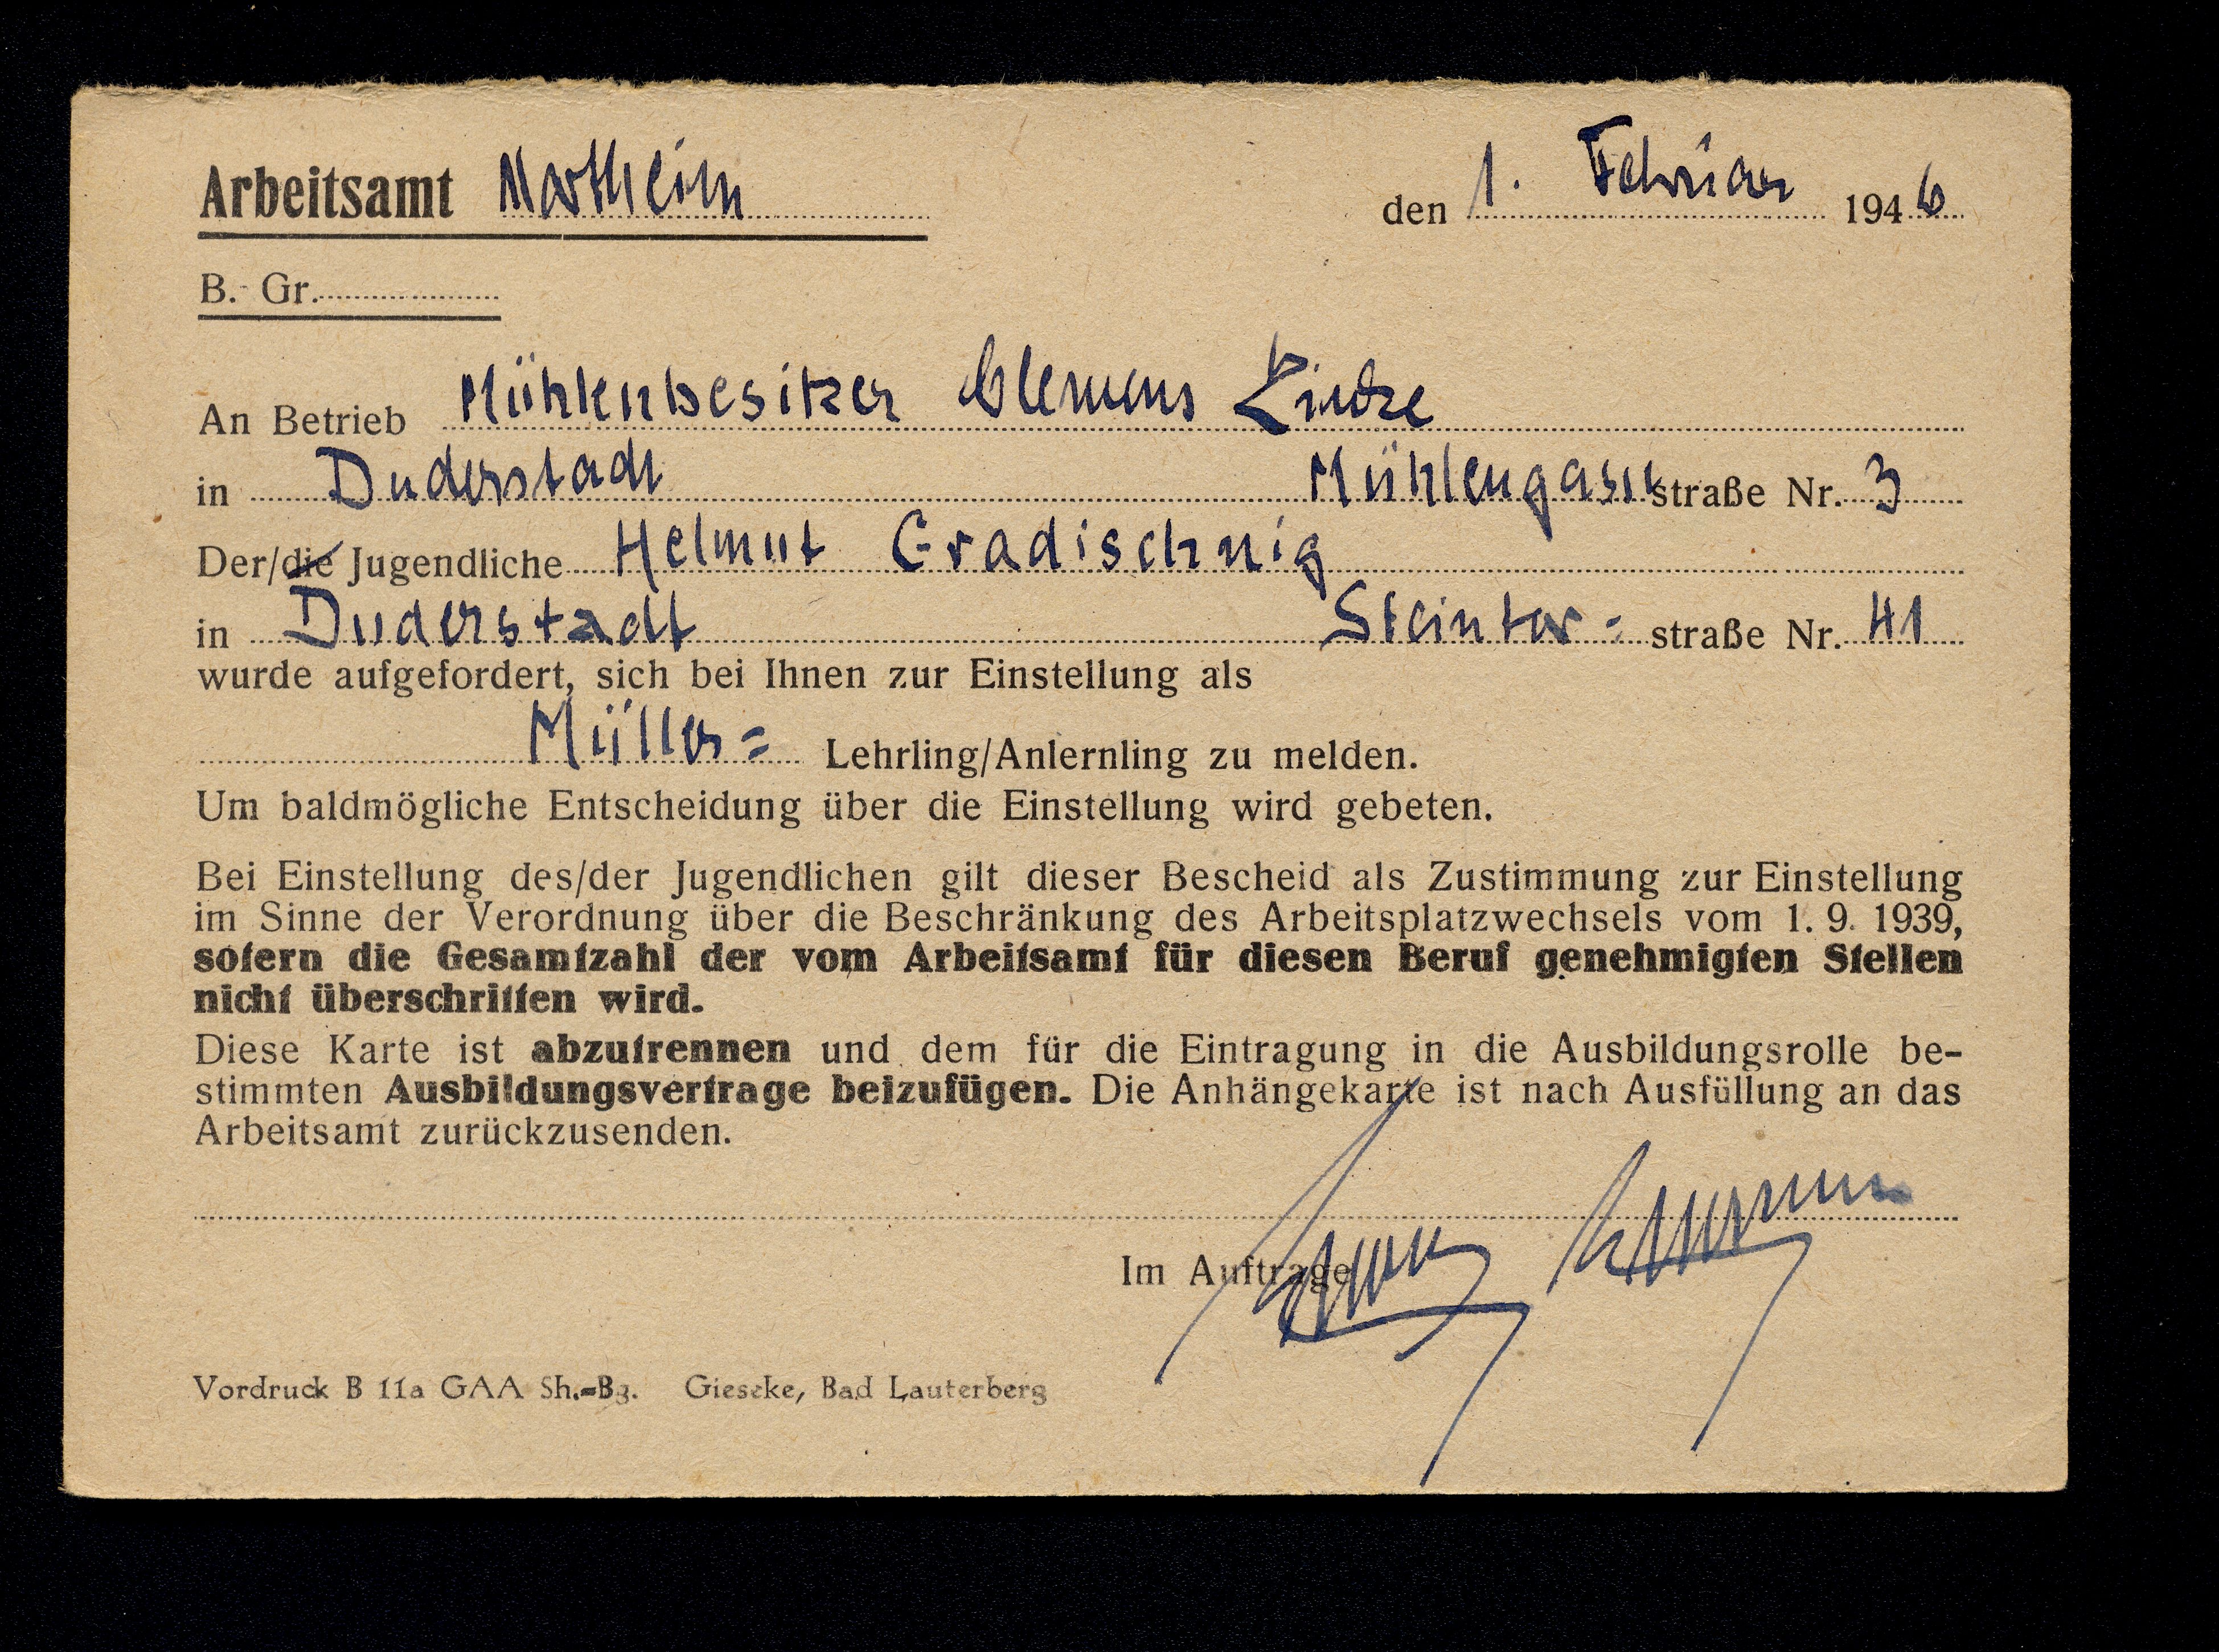 Arbeitsamt Northeim den 1. Februar 1946
B.- Gr.
An Betrieb Mühlenbesitzer Clemens
in Duderstadt Mühlengasse straße Nr. 3
Der/die Jugendliche Helmut Gradischnig
in Duderstadt Steintor- straße Nr. 41
wurde aufgefordert, sich bei Ihnen zur Einstellung als
Müller= Lehrling/Anlernling zu melden.
Um baldmögliche Entscheidung über die Einstellung wird gebeten.
Bei Einstellung des/der Jugendlichen gilt dieser Bescheid als Zustimmung zur Einstellung
im Sinne der Verordnung über die Beschränkung des Arbeitsplatzwechsels vom 1. 9. 1939,
sofern die Gesamtzahl der vom Arbeitsamt für diesen Beruf genehmigten Stellen
nicht überschritten wird.
Diese Karte ist abzutrennen und dem für die Eintragung in die Ausbildungsrolle be-
stimmten Ausbildungsvertrage beizufügen. Die Anhängekarte ist nach Ausfüllung an das
Arbeitsamt zurückzusenden.
Im Auftrage
Vordruck B 11a GAA Sh.=Bg. Giesecke, Bad Lauterberg